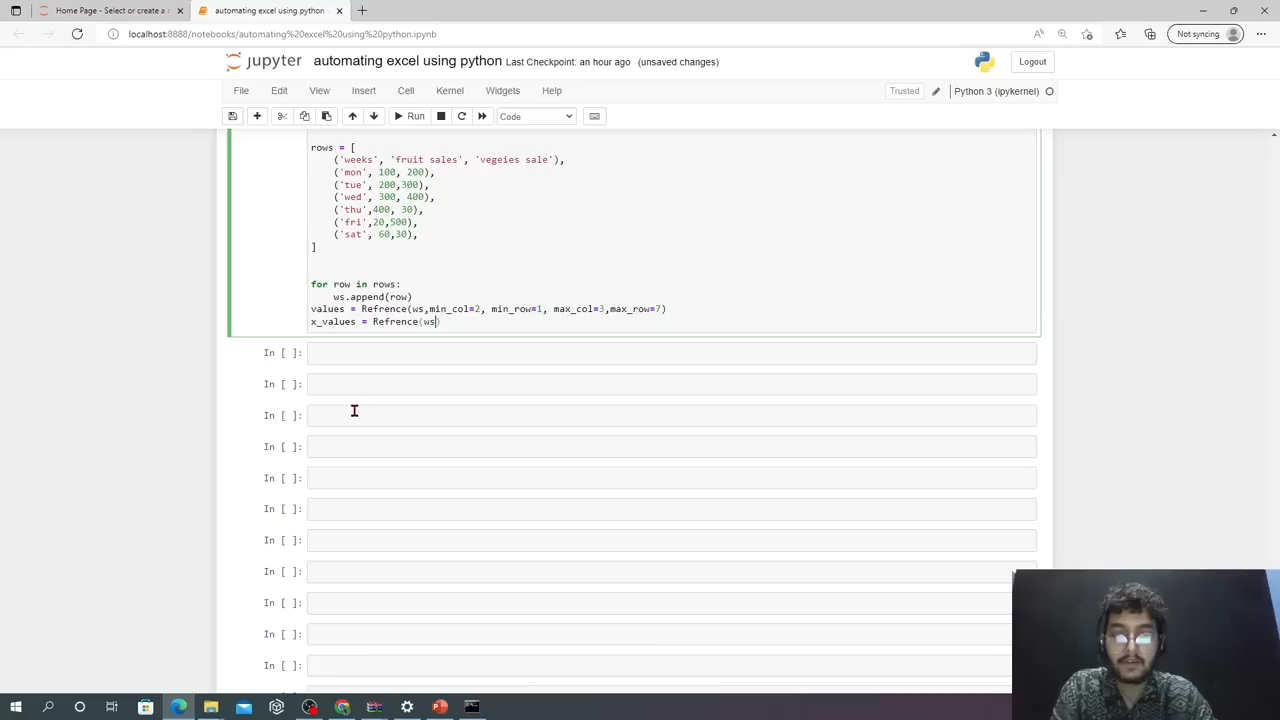 Home Page - Select or create a n
automating excel using python -
localhost:8888/notebooks/automating%20excel%20using%20python.ipynb
Not syncing
jupyter automating excel using python Last Checkpoint: an hour ago (unsaved changes)
Logout
File Edit View Insert Cell Kernel Widgets Help
Trusted
Python 3 (ipykernel)
Run
Code
rows = [
('weeks', 'fruit sales', 'vegeies sale'),
('mon', 100, 200),
('tue', 200,300),
('wed', 300, 400),
('thu',400, 30),
('fri',20,500),
('sat', 60,30),
]
for row in rows:
ws.append(row)
values = Refrence(ws,min_col=2, min_row=1, max_col=3,max_row=7)
x_values = Refrence(ws)
In [ ]:
In [ ]:
In [ ]:
In [ ]:
In [ ]:
In [ ]:
In [ ]:
In [ ]:
In [ ]:
In [ ]:
In [ ]: